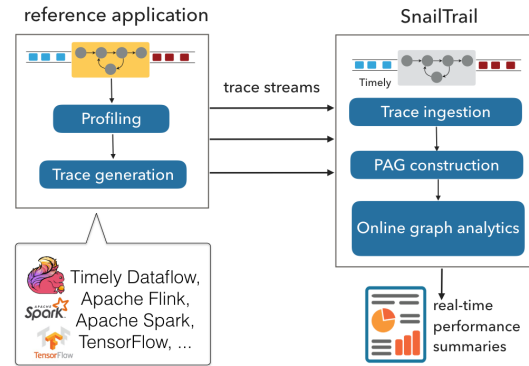 reference application
SnailTrail
Timely
Profiling
Trace generation
trace streams
Trace ingestion
PAG construction
Online graph analytics
Timely Dataflow,
Apache Flink,
Apache Spark,
TensorFlow, ...
APACHE
Spark
TensorFlow
real-time
performance
summaries